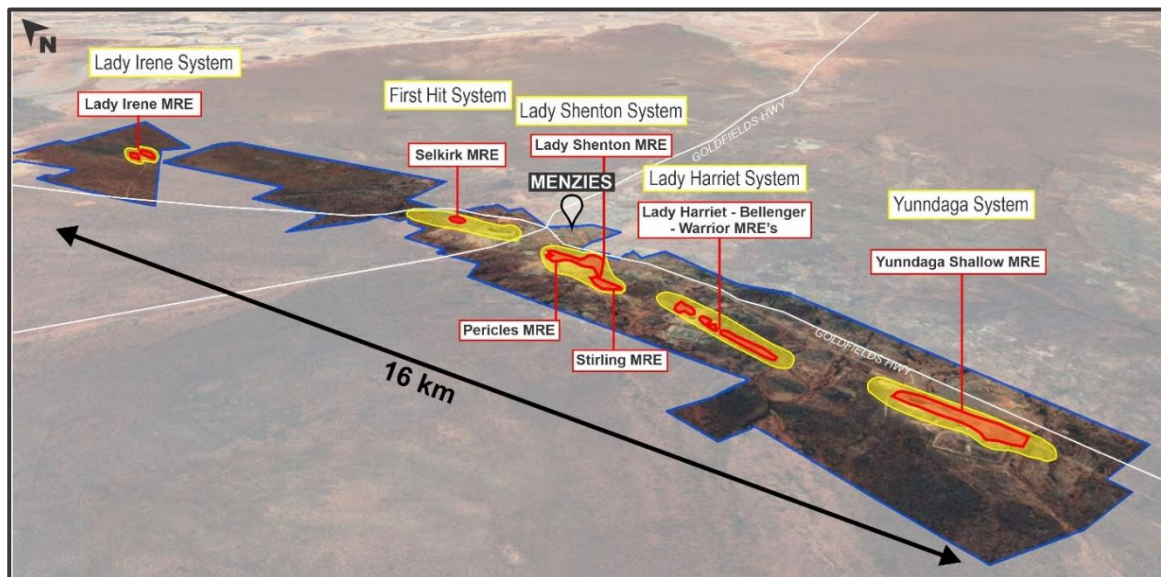 N
Lady Irene System
Lady Irene MRE
First Hit System
Selkirk MRE
Lady Shenton System
Lady Shenton MRE
MENZIES
GOLDFIELDS HWY
Lady Harriet System
Lady Harriet - Bellenger
- Warrior MRE's
Yunndaga System
Yunndaga Shallow MRE
Pericles MRE
Stirling MRE
GOLDFIELDS HWY
16 km